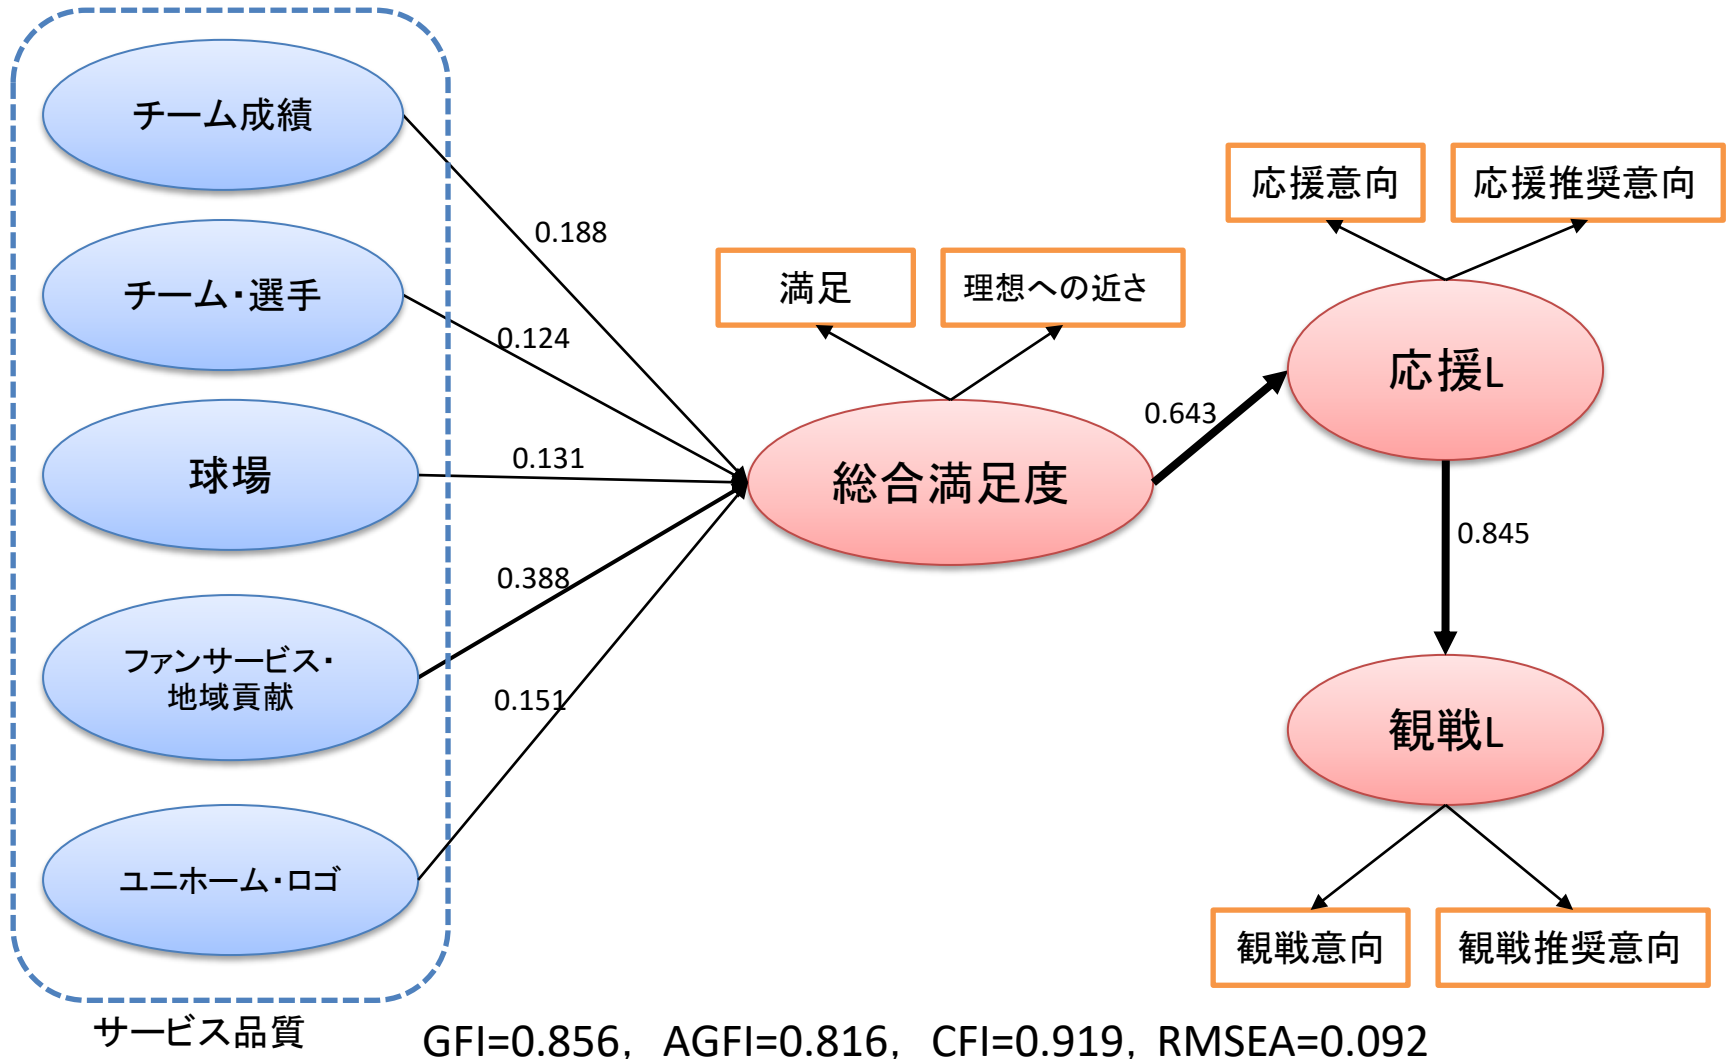 チーム成績
チーム・選手
球場
ファンサービス・
地域貢献
ユニホーム・ロゴ
サービス品質
0.188
0.124
0.131
0.388
0.151
満足
理想への近さ
総合満足度
0.643
応援意向
応援推奨意向
応援L
0.845
観戦L
観戦意向
観戦推奨意向
GFI=0.856, AGFI=0.816, CFI=0.919, RMSEA=0.092